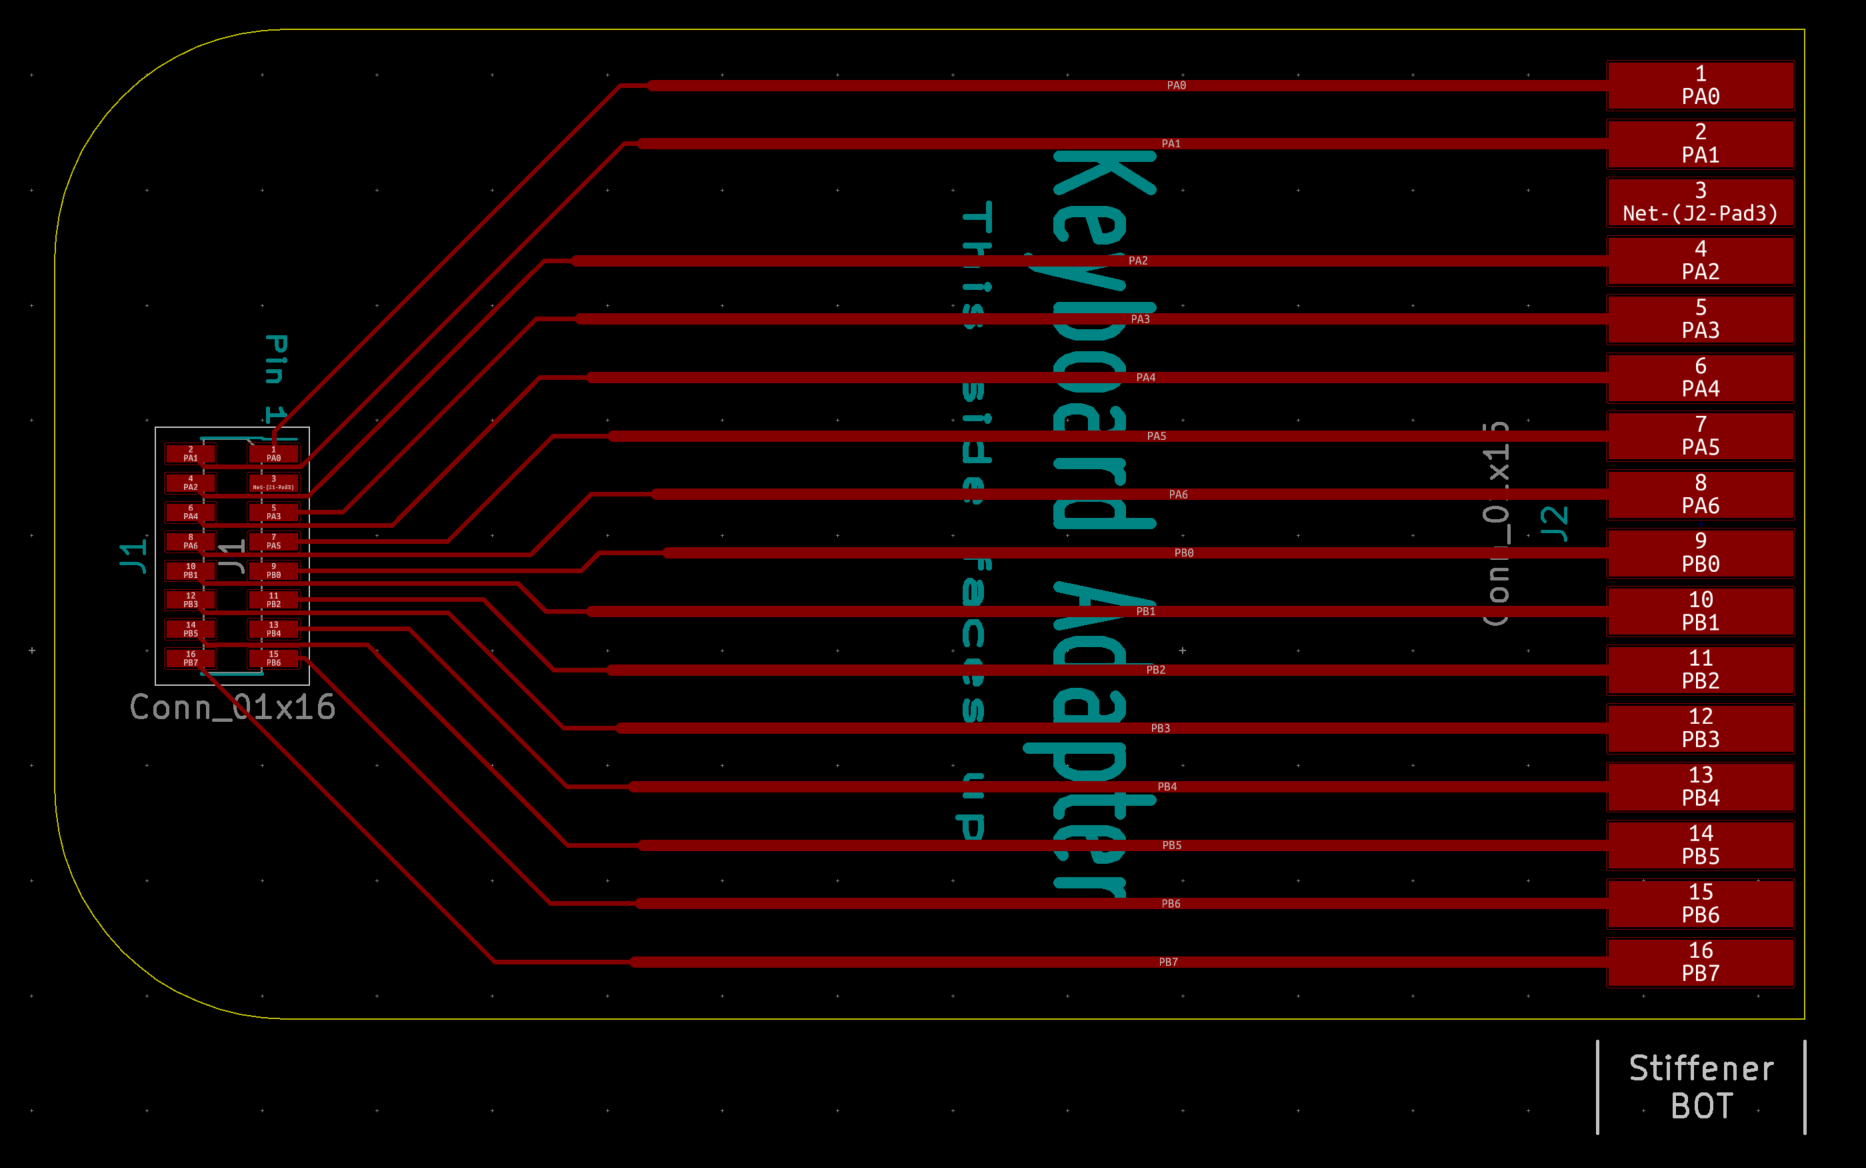 PA0
1
PA0
PA1
2
PA1
3
Net-(J2-Pad3)
PA2
4
PA2
PA3
5
PA3
PA4
6
PA4
PA5
7
PA5
PA6
8
PA6
PB0
9
PB0
PB1
10
PB1
PB2
11
PB2
PB3
12
PB3
PB4
13
PB4
PB5
14
PB5
PB6
15
PB6
PB7
16
PB7
Keyboard Adapter
This side faces up
Pin 1
J1
J1
2
PA1
1
PA0
4
PA2
3
Net-(J1-Pad3)
6
PA4
5
PA3
8
PA6
7
PA5
10
PB1
9
PB0
12
PB3
11
PB2
14
PB5
13
PB4
16
PB7
15
PB6
Conn_01x16
Conn_01x16
J2
Stiffener
BOT